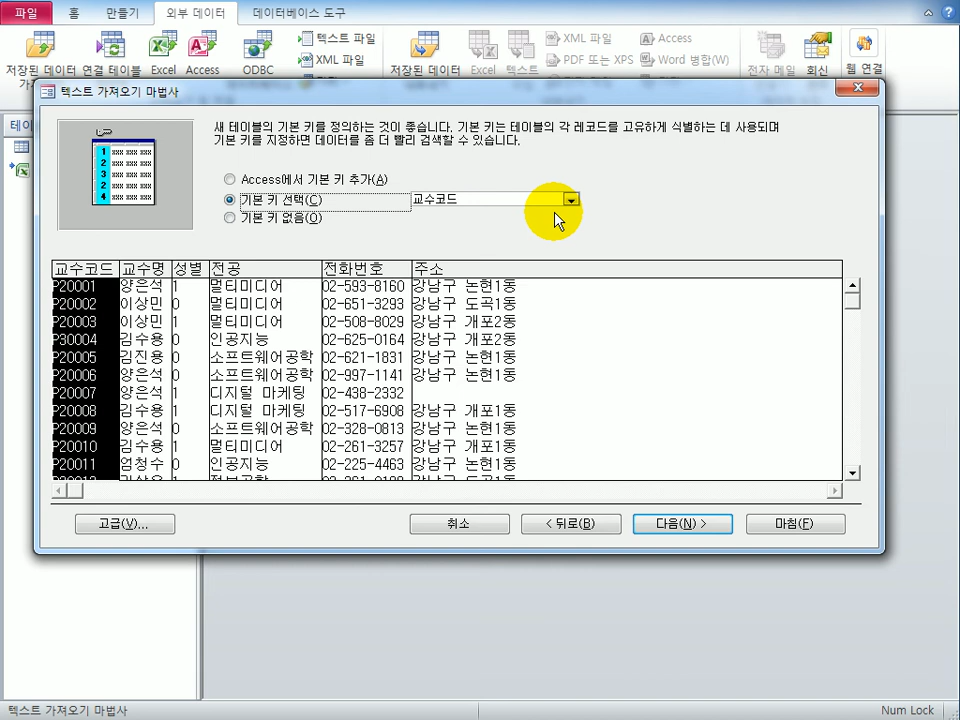 파일 홈 만들기 외부 데이터 데이터베이스 도구
텍스트 파일 XML 파일 Access
XML 파일 PDF 또는 XPS Word 병합(W)
저장된 데이터 연결 테이블 Excel Access ODBC 저장된 데이터 Excel 텍스트 전자 메일 회신 웹 연결
텍스트 가져오기 마법사
새 테이블의 기본 키를 정의하는 것이 좋습니다. 기본 키는 테이블의 각 레코드를 고유하게 식별하는 데 사용되며
기본 키를 지정하면 데이터를 좀 더 빨리 검색할 수 있습니다.
1 xxx xxx
2 xxx xxx
3 xxx xxx
2 xxx xxx
4 xxx xxx
Access에서 기본 키 추가(A)
기본 키 선택(C) 교수코드
기본 키 없음(O)
교수코드 교수명 성별 전공 전화번호 주소
P20001 양은석 1 멀티미디어 02-593-8160 강남구 논현1동
P20002 이상민 0 멀티미디어 02-651-3293 강남구 도곡1동
P20003 이상민 1 멀티미디어 02-508-8029 강남구 개포2동
P30004 김수용 0 인공지능 02-625-0164 강남구 개포2동
P20005 김진용 0 소프트웨어공학 02-621-1831 강남구 논현1동
P20006 양은석 0 소프트웨어공학 02-997-1141 강남구 논현1동
P20007 양은석 1 디지털 마케팅 02-438-2332
P20008 김수용 1 디지털 마케팅 02-517-6908 강남구 개포1동
P20009 양은석 0 소프트웨어공학 02-328-0813 강남구 논현1동
P20010 김수용 1 멀티미디어 02-261-3257 강남구 개포1동
P20011 엄청수 0 인공지능 02-225-4463 강남구 논현1동
고급(V)... 취소 < 뒤로(B) 다음(N) > 마침(F)
텍스트 가져오기 마법사 Num Lock